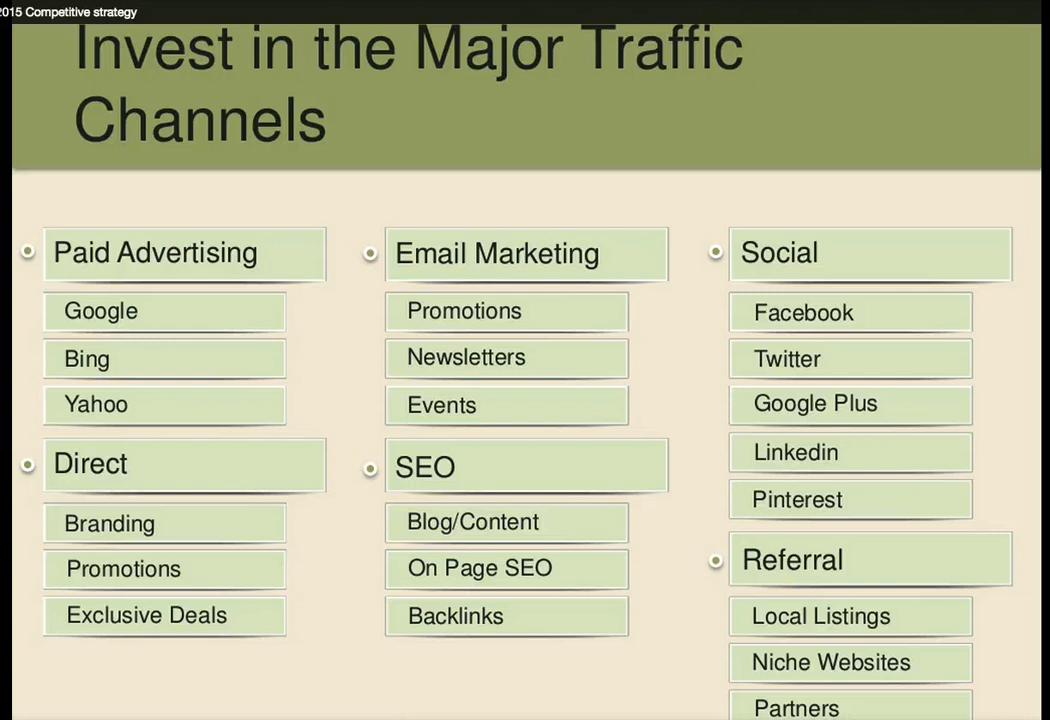 2015 Competitive strategy
Invest in the Major Traffic
Channels
Paid Advertising
Google
Bing
Yahoo
Direct
Branding
Promotions
Exclusive Deals
Email Marketing
Promotions
Newsletters
Events
SEO
Blog/Content
On Page SEO
Backlinks
Social
Facebook
Twitter
Google Plus
Linkedin
Pinterest
Referral
Local Listings
Niche Websites
Partners